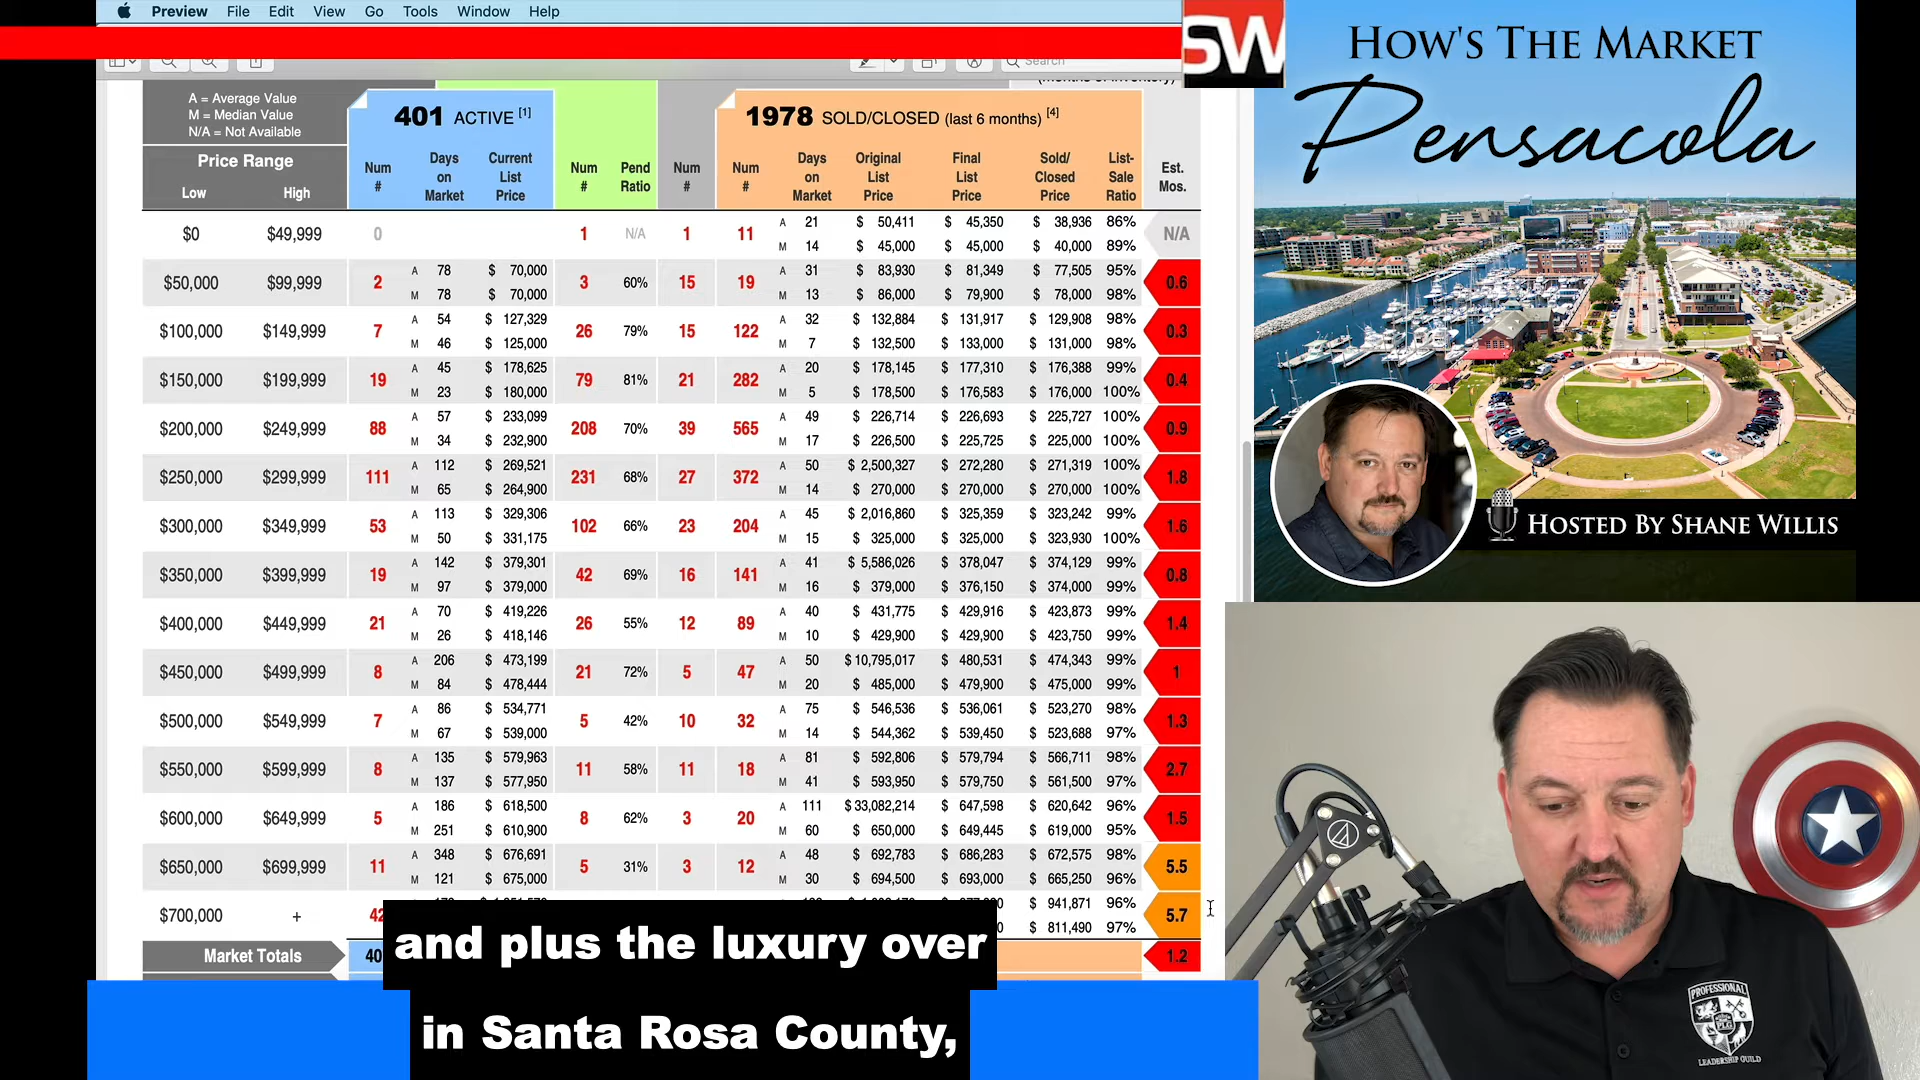 Preview File Edit View Go Tools Window Help
Search
SW
HOW'S THE MARKET
Pensacola
HOSTED BY SHANE WILLIS
A = Average Value
M = Median Value
N/A = Not Available
401 ACTIVE [1]
1978 SOLD/CLOSED (last 6 months) [4]
Price Range
Low High
Num # Days on Market Current List Price Num # Pend Ratio Num # Num # Days on Market Original List Price Final List Price Sold/Closed Price List-Sale Ratio Est. Mos.
$0 $49,999 0 1 N/A 1 11 A 21 $ 50,411 $ 45,350 $ 38,936 86% N/A
M 14 $ 45,000 $ 45,000 $ 40,000 89%
$50,000 $99,999 2 A 78 $ 70,000 3 60% 15 19 A 31 $ 83,930 $ 81,349 $ 77,505 95% 0.6
M 78 $ 70,000 M 13 $ 86,000 $ 79,900 $ 78,000 98%
$100,000 $149,999 7 A 54 $ 127,329 26 79% 15 122 A 32 $ 132,884 $ 131,917 $ 129,908 98% 0.3
M 46 $ 125,000 M 7 $ 132,500 $ 133,000 $ 131,000 98%
$150,000 $199,999 19 A 45 $ 178,625 79 81% 21 282 A 20 $ 178,145 $ 177,310 $ 176,388 99% 0.4
M 23 $ 180,000 M 5 $ 178,500 $ 176,583 $ 176,000 100%
$200,000 $249,999 88 A 57 $ 233,099 208 70% 39 565 A 49 $ 226,714 $ 226,693 $ 225,727 100% 0.9
M 34 $ 232,900 M 17 $ 226,500 $ 225,725 $ 225,000 100%
$250,000 $299,999 111 A 112 $ 269,521 231 68% 27 372 A 50 $ 2,500,327 $ 272,280 $ 271,319 100% 1.8
M 65 $ 264,900 M 14 $ 270,000 $ 270,000 $ 270,000 100%
$300,000 $349,999 53 A 113 $ 329,306 102 66% 23 204 A 45 $ 2,016,860 $ 325,359 $ 323,242 99% 1.6
M 50 $ 331,175 M 15 $ 325,000 $ 325,000 $ 323,930 100%
$350,000 $399,999 19 A 142 $ 379,301 42 69% 16 141 A 41 $ 5,586,026 $ 378,047 $ 374,129 99% 0.8
M 97 $ 379,000 M 16 $ 379,000 $ 376,150 $ 374,000 99%
$400,000 $449,999 21 A 70 $ 419,226 26 55% 12 89 A 40 $ 431,775 $ 429,916 $ 423,873 99% 1.4
M 26 $ 418,146 M 10 $ 429,900 $ 429,900 $ 423,750 99%
$450,000 $499,999 8 A 206 $ 473,199 21 72% 5 47 A 50 $ 10,795,017 $ 480,531 $ 474,343 99% 1
M 84 $ 478,444 M 20 $ 485,000 $ 479,900 $ 475,000 99%
$500,000 $549,999 7 A 86 $ 534,771 5 42% 10 32 A 75 $ 546,536 $ 536,061 $ 523,270 98% 1.3
M 67 $ 539,000 M 14 $ 544,362 $ 539,450 $ 523,688 97%
$550,000 $599,999 8 A 135 $ 579,963 11 58% 11 18 A 81 $ 592,806 $ 579,794 $ 566,711 98% 2.7
M 137 $ 577,950 M 41 $ 593,950 $ 579,750 $ 561,500 97%
$600,000 $649,999 5 A 186 $ 618,500 8 62% 3 20 A 111 $ 33,082,214 $ 647,598 $ 620,642 96% 1.5
M 251 $ 610,900 M 60 $ 650,000 $ 649,445 $ 619,000 95%
$650,000 $699,999 11 A 348 $ 676,691 5 31% 3 12 A 48 $ 692,783 $ 686,283 $ 672,575 98% 5.5
M 121 $ 675,000 M 30 $ 694,500 $ 693,000 $ 665,250 96%
$700,000 + 42 $ 941,871 96% 5.7
$ 811,490 97%
Market Totals 40 1.2
and plus the luxury over
in Santa Rosa County,
PROFESSIONAL
PLG
LEADERSHIP GUILD